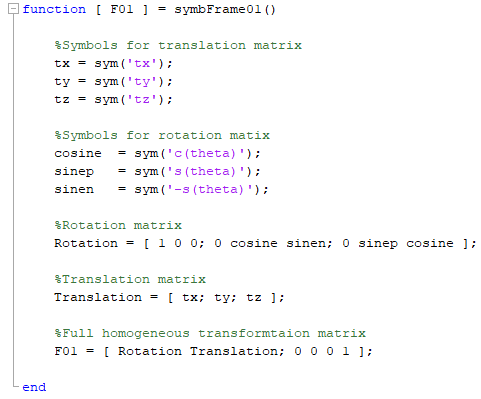 function [ F01 ] = symbFrame01()
%Symbols for translation matrix
tx = sym('tx');
ty = sym('ty');
tz = sym('tz');
%Symbols for rotation matix
cosine  = sym('c(theta)');
sinep   = sym('s(theta)');
sinen   = sym('-s(theta)');
%Rotation matrix
Rotation = [ 1 0 0; 0 cosine sinen; 0 sinep cosine ];
%Translation matrix
Translation = [ tx; ty; tz ];
%Full homogeneous transformtaion matrix
F01 = [ Rotation Translation; 0 0 0 1 ];
end